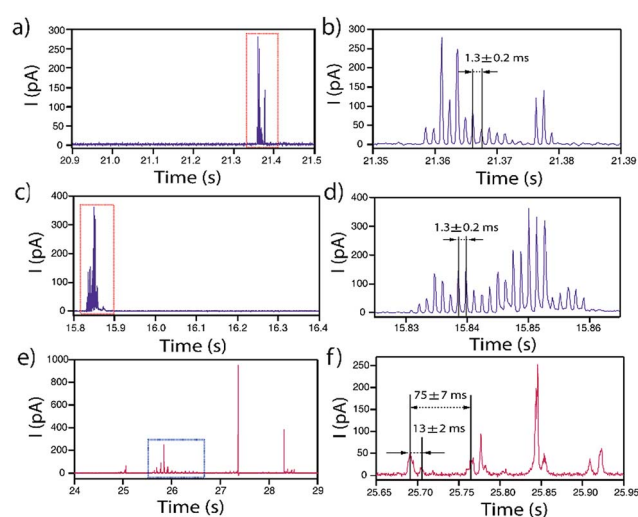 a)
I (pA)
300
250
200
150
100
50
0
20.9 21.0 21.1 21.2 21.3 21.4 21.5
Time (s)
b)
I (pA)
300
250
200
150
100
50
0
1.3±0.2 ms
21.35 21.36 21.37 21.38 21.39
Time (s)
c)
I (pA)
400
300
200
100
0
15.8 15.9 16.0 16.1 16.2 16.3 16.4
Time (s)
d)
I (pA)
400
350
300
250
200
150
100
50
0
1.3±0.2 ms
15.83 15.84 15.85 15.86
Time (s)
e)
I (pA)
1000
800
600
400
200
0
24 25 26 27 28 29
Time (s)
f)
I (pA)
250
200
150
100
50
0
75±7 ms
13±2 ms
25.65 25.70 25.75 25.80 25.85 25.90 25.95
Time (s)